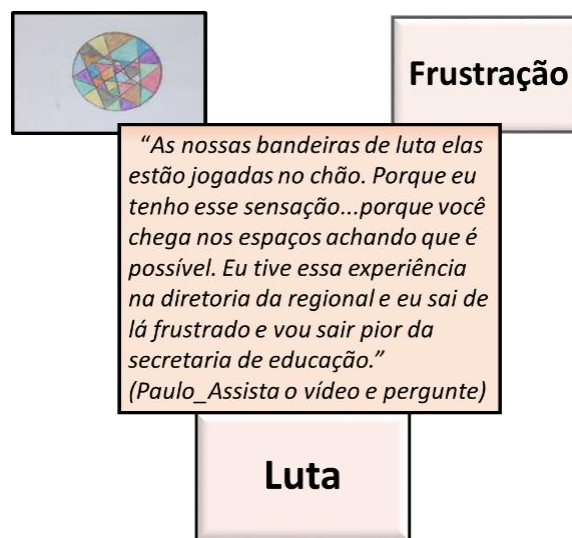 Frustração
“As nossas bandeiras de luta elas
estão jogadas no chão. Porque eu
tenho esse sensação...porque você
chega nos espaços achando que é
possível. Eu tive essa experiência
na diretoria da regional e eu sai de
lá frustrado e vou sair pior da
secretaria de educação.”
(Paulo_Assista o vídeo e pergunte)
Luta